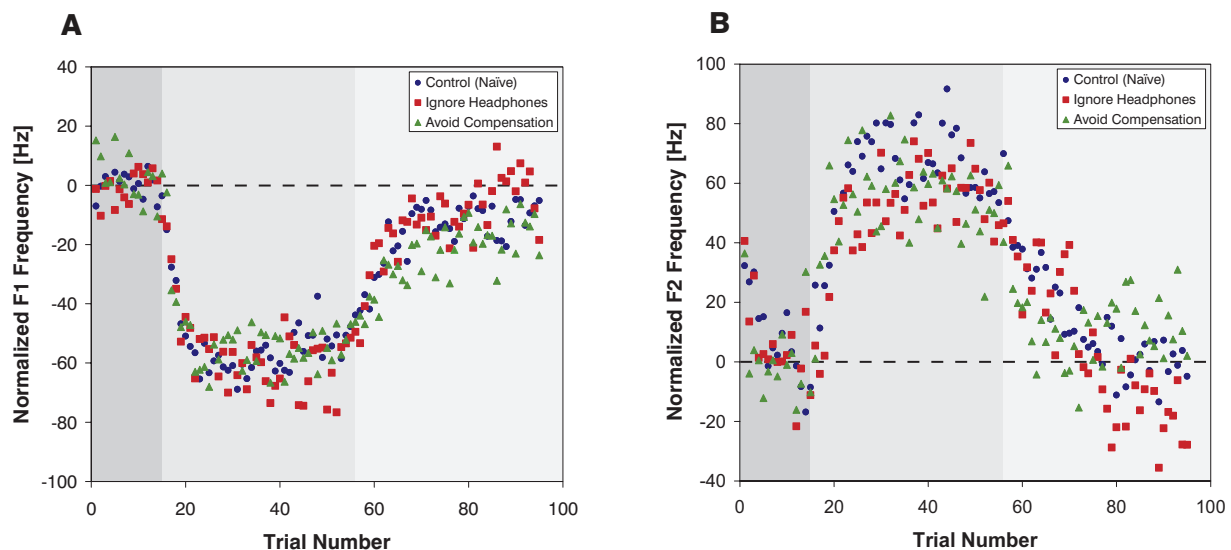 A
Normalized F1 Frequency [Hz]
40
20
0
-20
-40
-60
-80
-100
0
20
40
60
80
100
Trial Number
Control (Naïve)
Ignore Headphones
Avoid Compensation
B
Normalized F2 Frequency [Hz]
100
80
60
40
20
0
-20
-40
0
20
40
60
80
100
Trial Number
Control (Naïve)
Ignore Headphones
Avoid Compensation